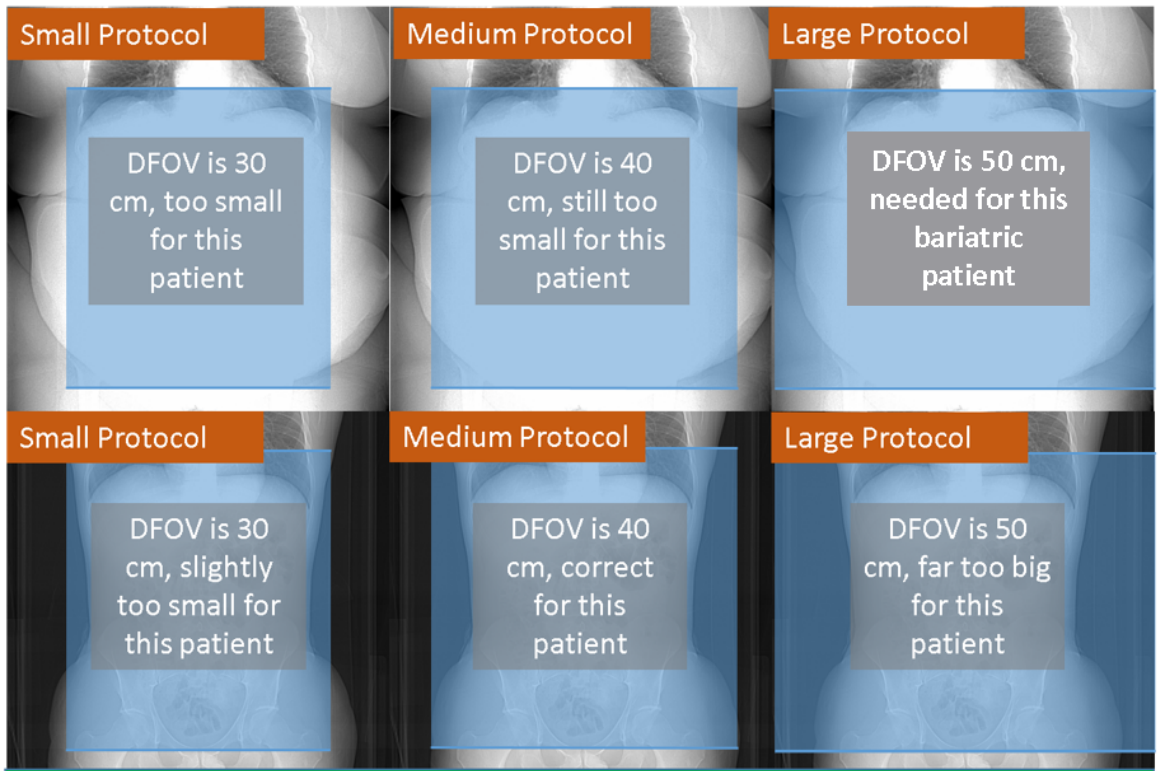 Small Protocol
Medium Protocol
Large Protocol
DFOV is 30
cm, too small
for this
patient
DFOV is 40
cm, still too
small for this
patient
DFOV is 50 cm,
needed for this
bariatric
patient
Small Protocol
Medium Protocol
Large Protocol
DFOV is 30
cm, slightly
too small for
this patient
DFOV is 40
cm, correct
for this
patient
DFOV is 50
cm, far too big
for this
patient